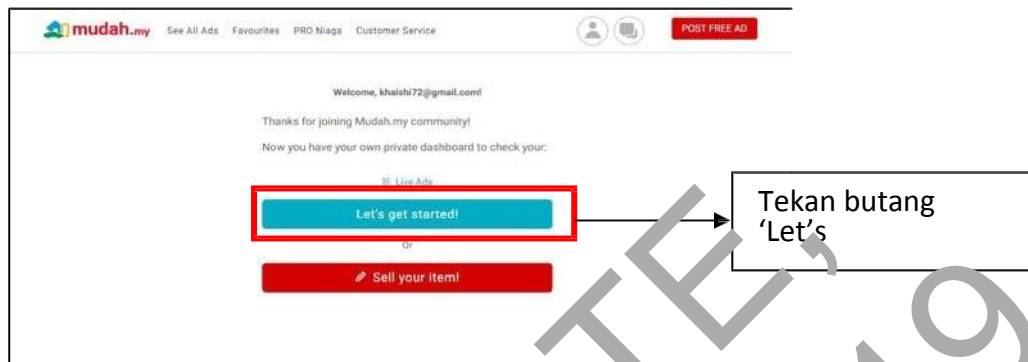 mudah.my See All Ads Favourites PRO Niaga Customer Service POST FREE AD
Welcome, khaishi72@gmail.com!
Thanks for joining Mudah.my community!
Now you have your own private dashboard to check your:
Live Ads
Let's get started!
Or
Sell your item!
Tekan butang
‘Let’s
TE,
19